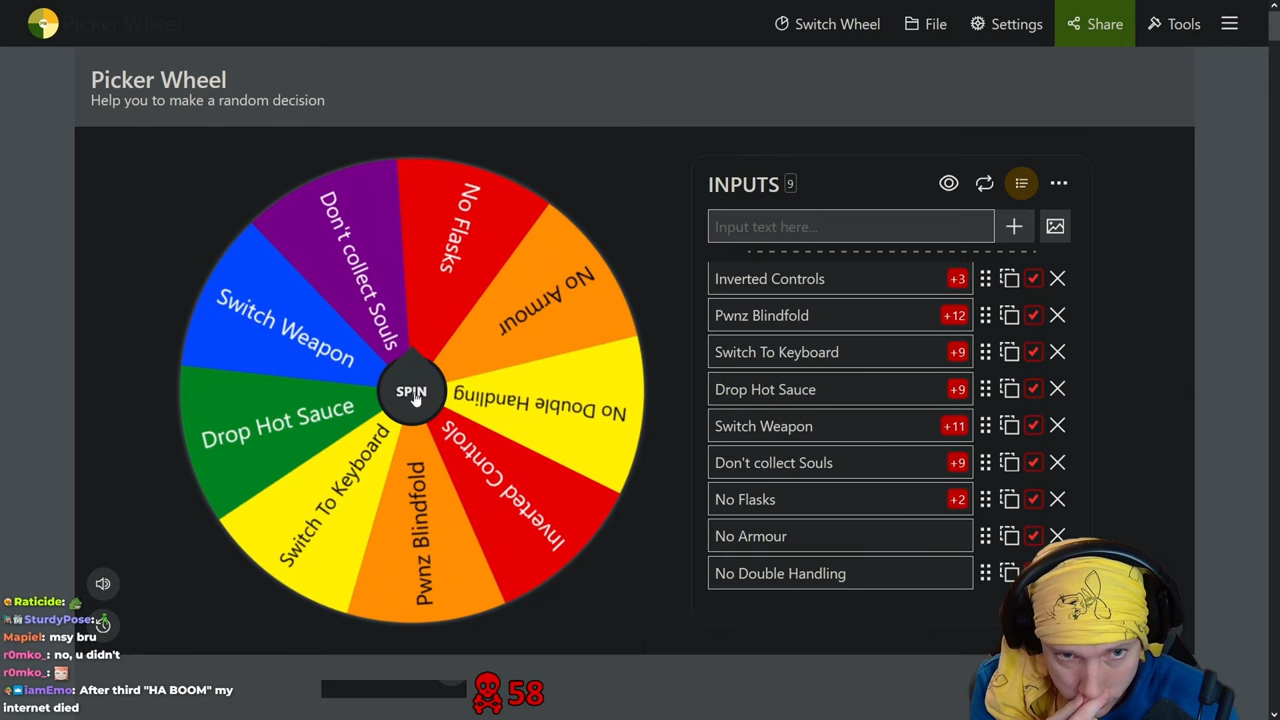 Picker Wheel
Switch Wheel
File
Settings
Share
Tools
Picker Wheel
Help you to make a random decision
No Flasks
No Armour
No Double Handling
Inverted Controls
Pwnz Blindfold
Switch To Keyboard
Drop Hot Sauce
Switch Weapon
Don't collect Souls
SPIN
INPUTS 9
Input text here...
Inverted Controls +3
Pwnz Blindfold +12
Switch To Keyboard +9
Drop Hot Sauce +9
Switch Weapon +11
Don't collect Souls +9
No Flasks +2
No Armour
No Double Handling
Raticide:
SturdyPose:
Mapiel: msy bru
r0mko_: no, u didn't
r0mko_:
iamEmo: After third "HA BOOM" my
internet died
58